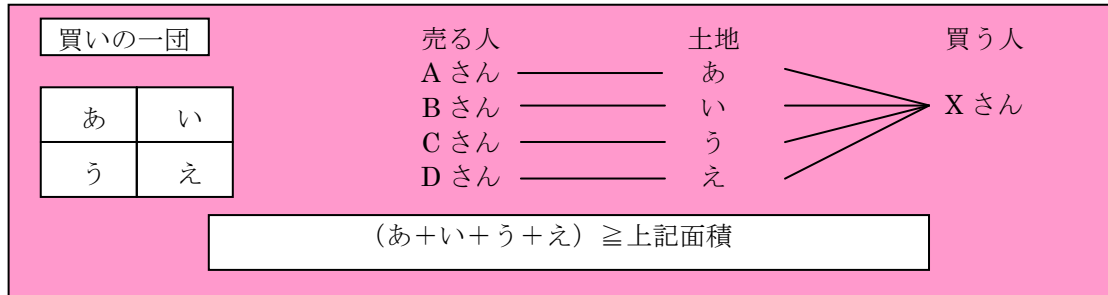 買いの一団
売る人 土地 買う人
Aさん あ
Bさん い Xさん
Cさん う
Dさん え
あ い
う え
(あ+い+う+え)≧上記面積